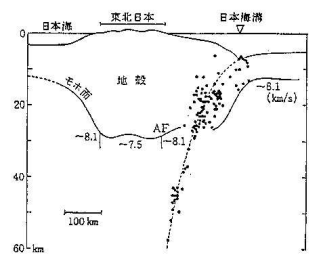 日本海
東北日本
日本海溝
0
地殻
モホ面
20
AF
~8.1
(km/s)
~8.1
~7.5
~8.1
40
100 km
60 km